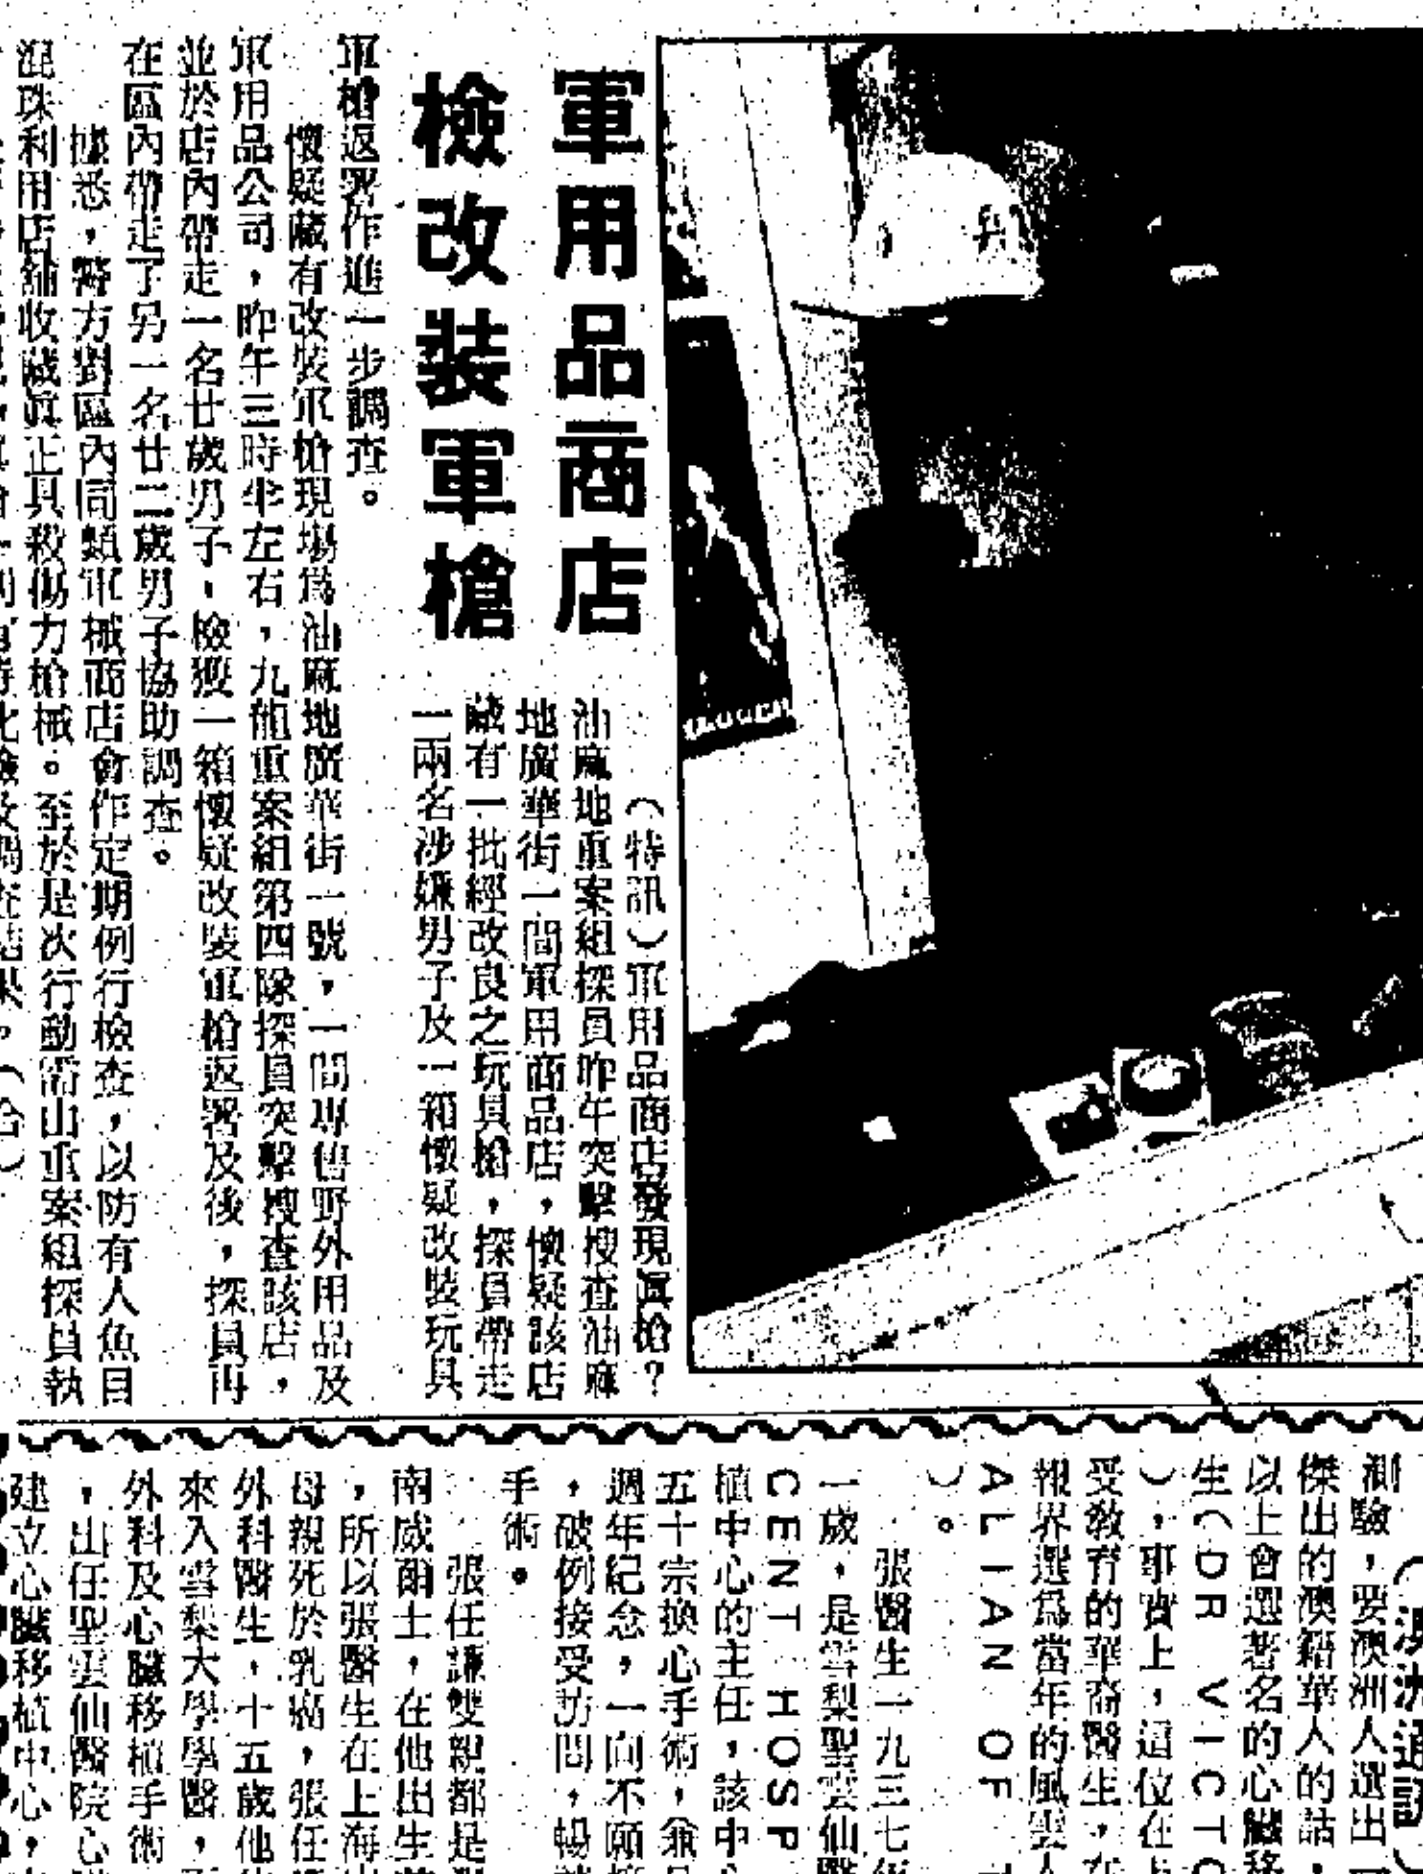 軍用品商店
檢改裝軍槍
（特訊）軍用品商店發現眞槍？
油麻地重案組探員昨午突擊搜查油麻
地廣華街一間軍用商品店，懷疑該店
藏有一批經改良之玩具槍，探員帶走
一兩名涉嫌男子及一箱懷疑改裝玩具
軍槍返署作進一步調查。
懷疑藏有改裝軍槍現場爲油麻地廣華街一號，一間專售野外用品及
軍用品公司，昨午三時半左右，九龍重案組第四隊探員突擊搜查該店，
並於店內帶走一名廿歲男子，檢獲一箱懷疑改裝軍槍返署及後，探員再
在區內帶走了另一名廿二歲男子協助調查。
據悉，警方對區內同類軍械商店會作定期例行檢查，以防有人魚目
混珠利用店舖收藏眞正具殺傷力槍械。至於是次行動需由重案組探員執
（澳洲通訊）
測驗，要澳洲人選出一
傑出的澳籍華人的話，
以上會選著名的心臟移
生（DR VICTO
），事實上，這位在上
受敎育的華裔醫生，在
報界選爲當年的風雲人
ALIAN OF T
）。
張醫生一九三七年
一歲，是雪梨聖雲仙醫
CENT HOSP
植中心的主任，該中心
五十宗換心手術，兼
週年紀念，一向不願
，破例接受訪問，暢
手術。
張任謙雙親都是
南威爾士，在他出生
，所以張醫生在上海
母親死於乳癌，張任
外科醫生，十五歲他
來入雪梨大學學醫，
外科及心臟移植手術
，出任聖雲仙醫院心
建立心臟移植中心，